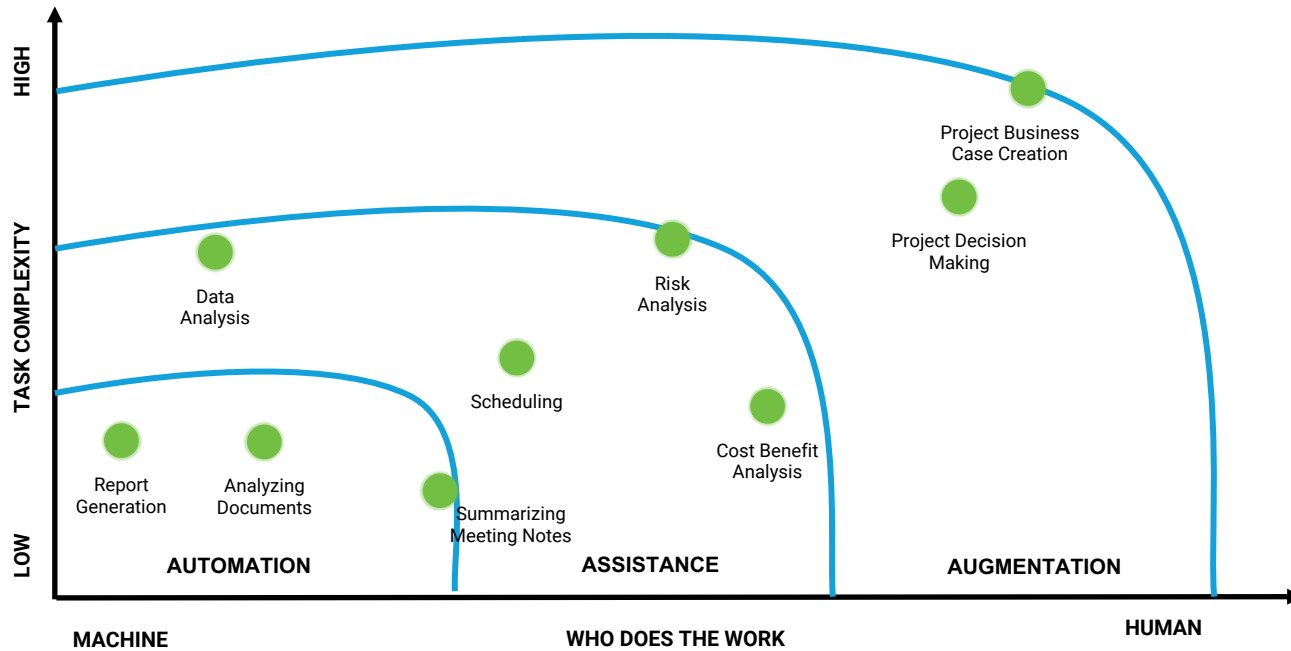 HIGH
TASK COMPLEXITY
LOW
Project Business
Case Creation
Project Decision
Making
Data
Analysis
Risk
Analysis
Scheduling
Cost Benefit
Analysis
Report
Generation
Analyzing
Documents
Summarizing
Meeting Notes
AUTOMATION
ASSISTANCE
AUGMENTATION
MACHINE
WHO DOES THE WORK
HUMAN